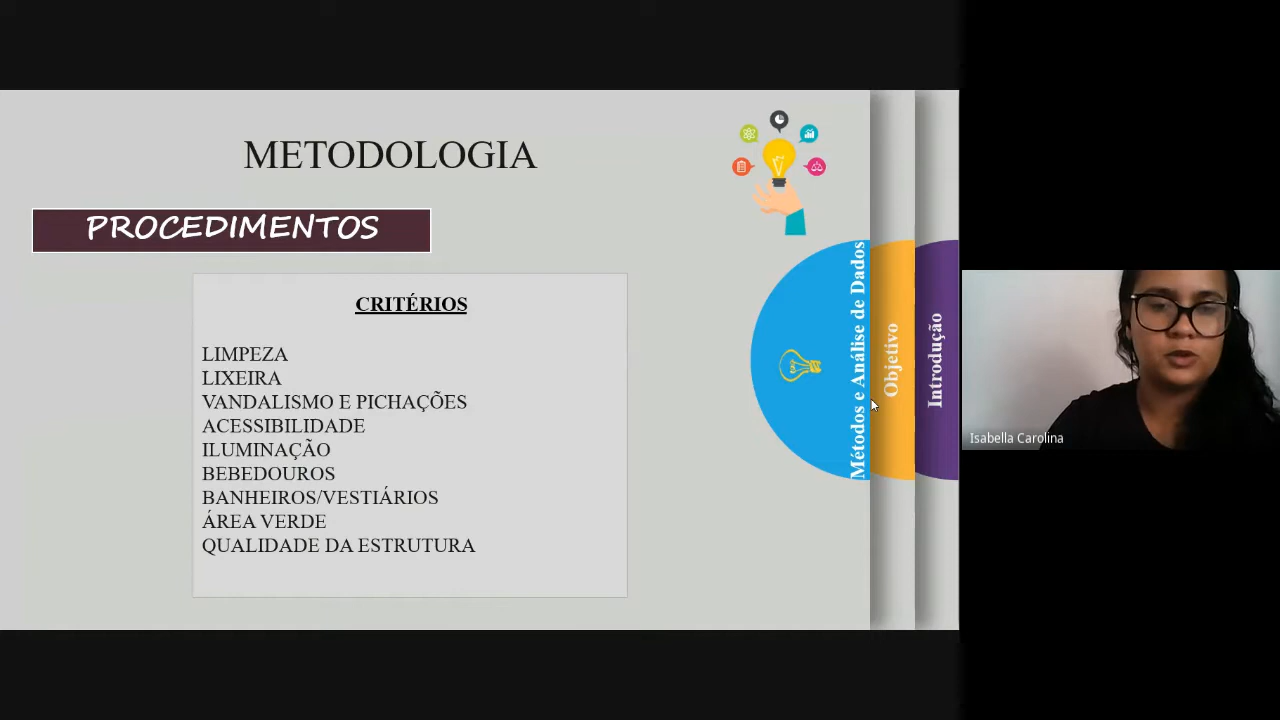 METODOLOGIA
PROCEDIMENTOS
CRITÉRIOS
LIMPEZA
LIXEIRA
VANDALISMO E PICHAÇÕES
ACESSIBILIDADE
ILUMINAÇÃO
BEBEDOUROS
BANHEIROS/VESTIÁRIOS
ÁREA VERDE
QUALIDADE DA ESTRUTURA
Métodos e Análise de Dados
Objetivo
Introdução
Isabella Carolina